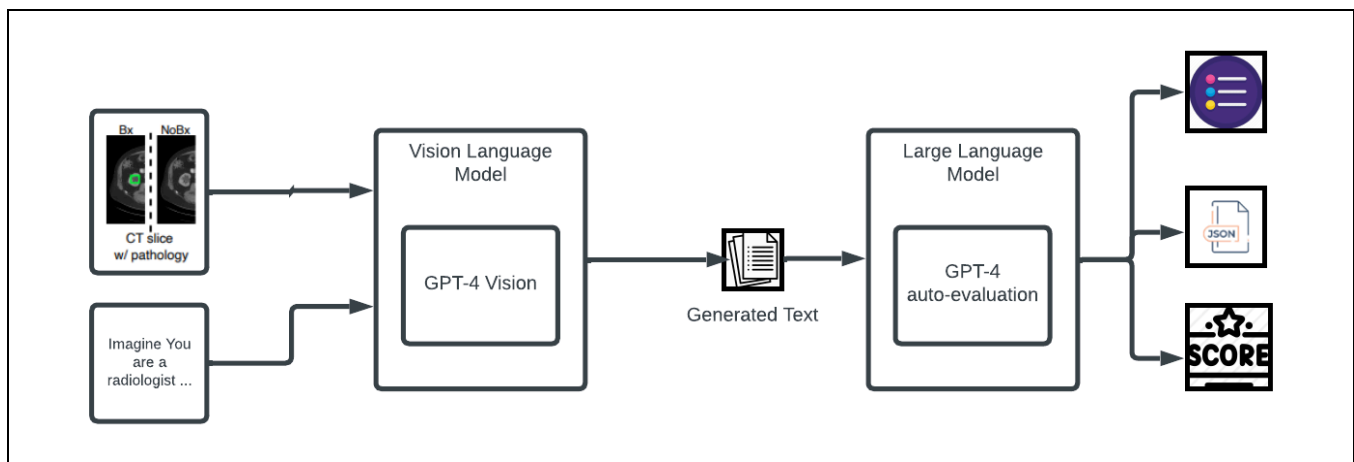 Bx
NoBx
CT slice
w/ pathology
Imagine You
are a
radiologist ...
Vision Language
Model
GPT-4 Vision
Generated Text
Large Language
Model
GPT-4
auto-evaluation
JSON
SCORE